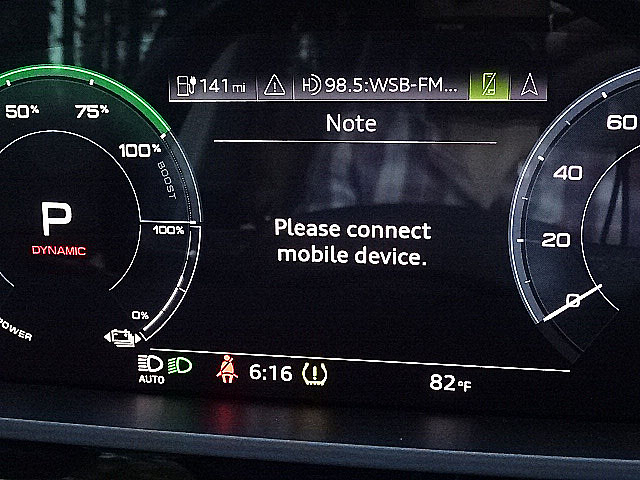 141 mi
98.5:WSB-FM...
50%
75%
100%
BOOST
Note
60
40
20
0
P
DYNAMIC
100%
0%
POWER
Please connect
mobile device.
AUTO
6:16
82°F